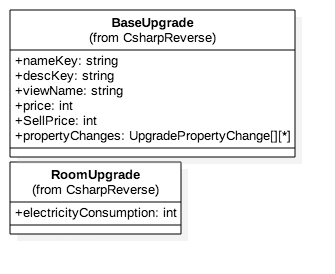 BaseUpgrade
(from CsharpReverse)
+nameKey: string
+descKey: string
+viewName: string
+price: int
+SellPrice: int
+propertyChanges: UpgradePropertyChange[][*]
RoomUpgrade
(from CsharpReverse)
+electricityConsumption: int